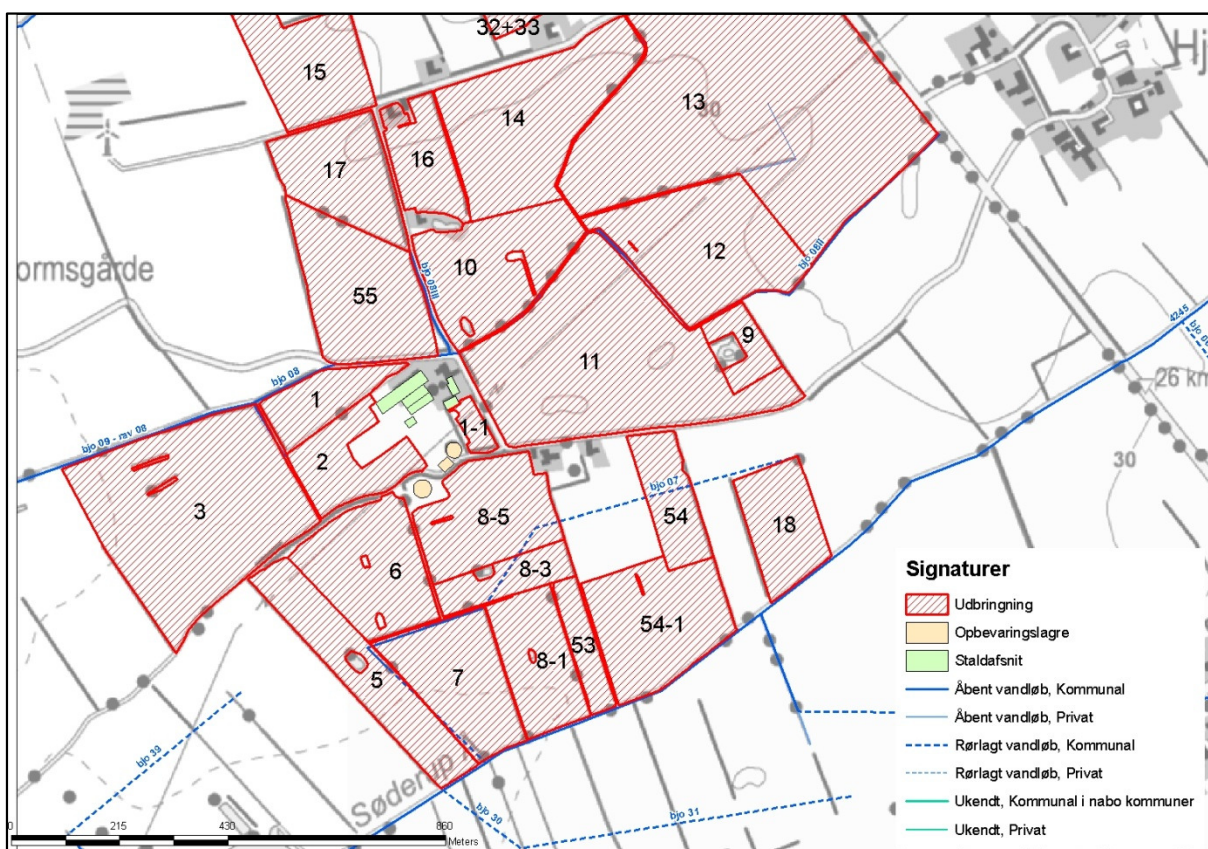 32+33
Hj
15
13
30
14
17
16
12
ormsgårde
10
bjo 08III
bjo 08II
55
4245
9
11
bjo 08
1
26 km
1-1
bjo 09 - rav 08
2
30
bjo 07
3
8-5
54
18
6
8-3
54-1
53
8-1
5
7
bjo 39
Søderup
bjo 30
bjo 31
Signaturer
Udbringning
Opbevaringslagre
Staldafsnit
Åbent vandløb, Kommunal
Åbent vandløb, Privat
Rørlagt vandløb, Kommunal
Rørlagt vandløb, Privat
Ukendt, Kommunal i nabo kommuner
Ukendt, Privat
0 215 430 860
Meters